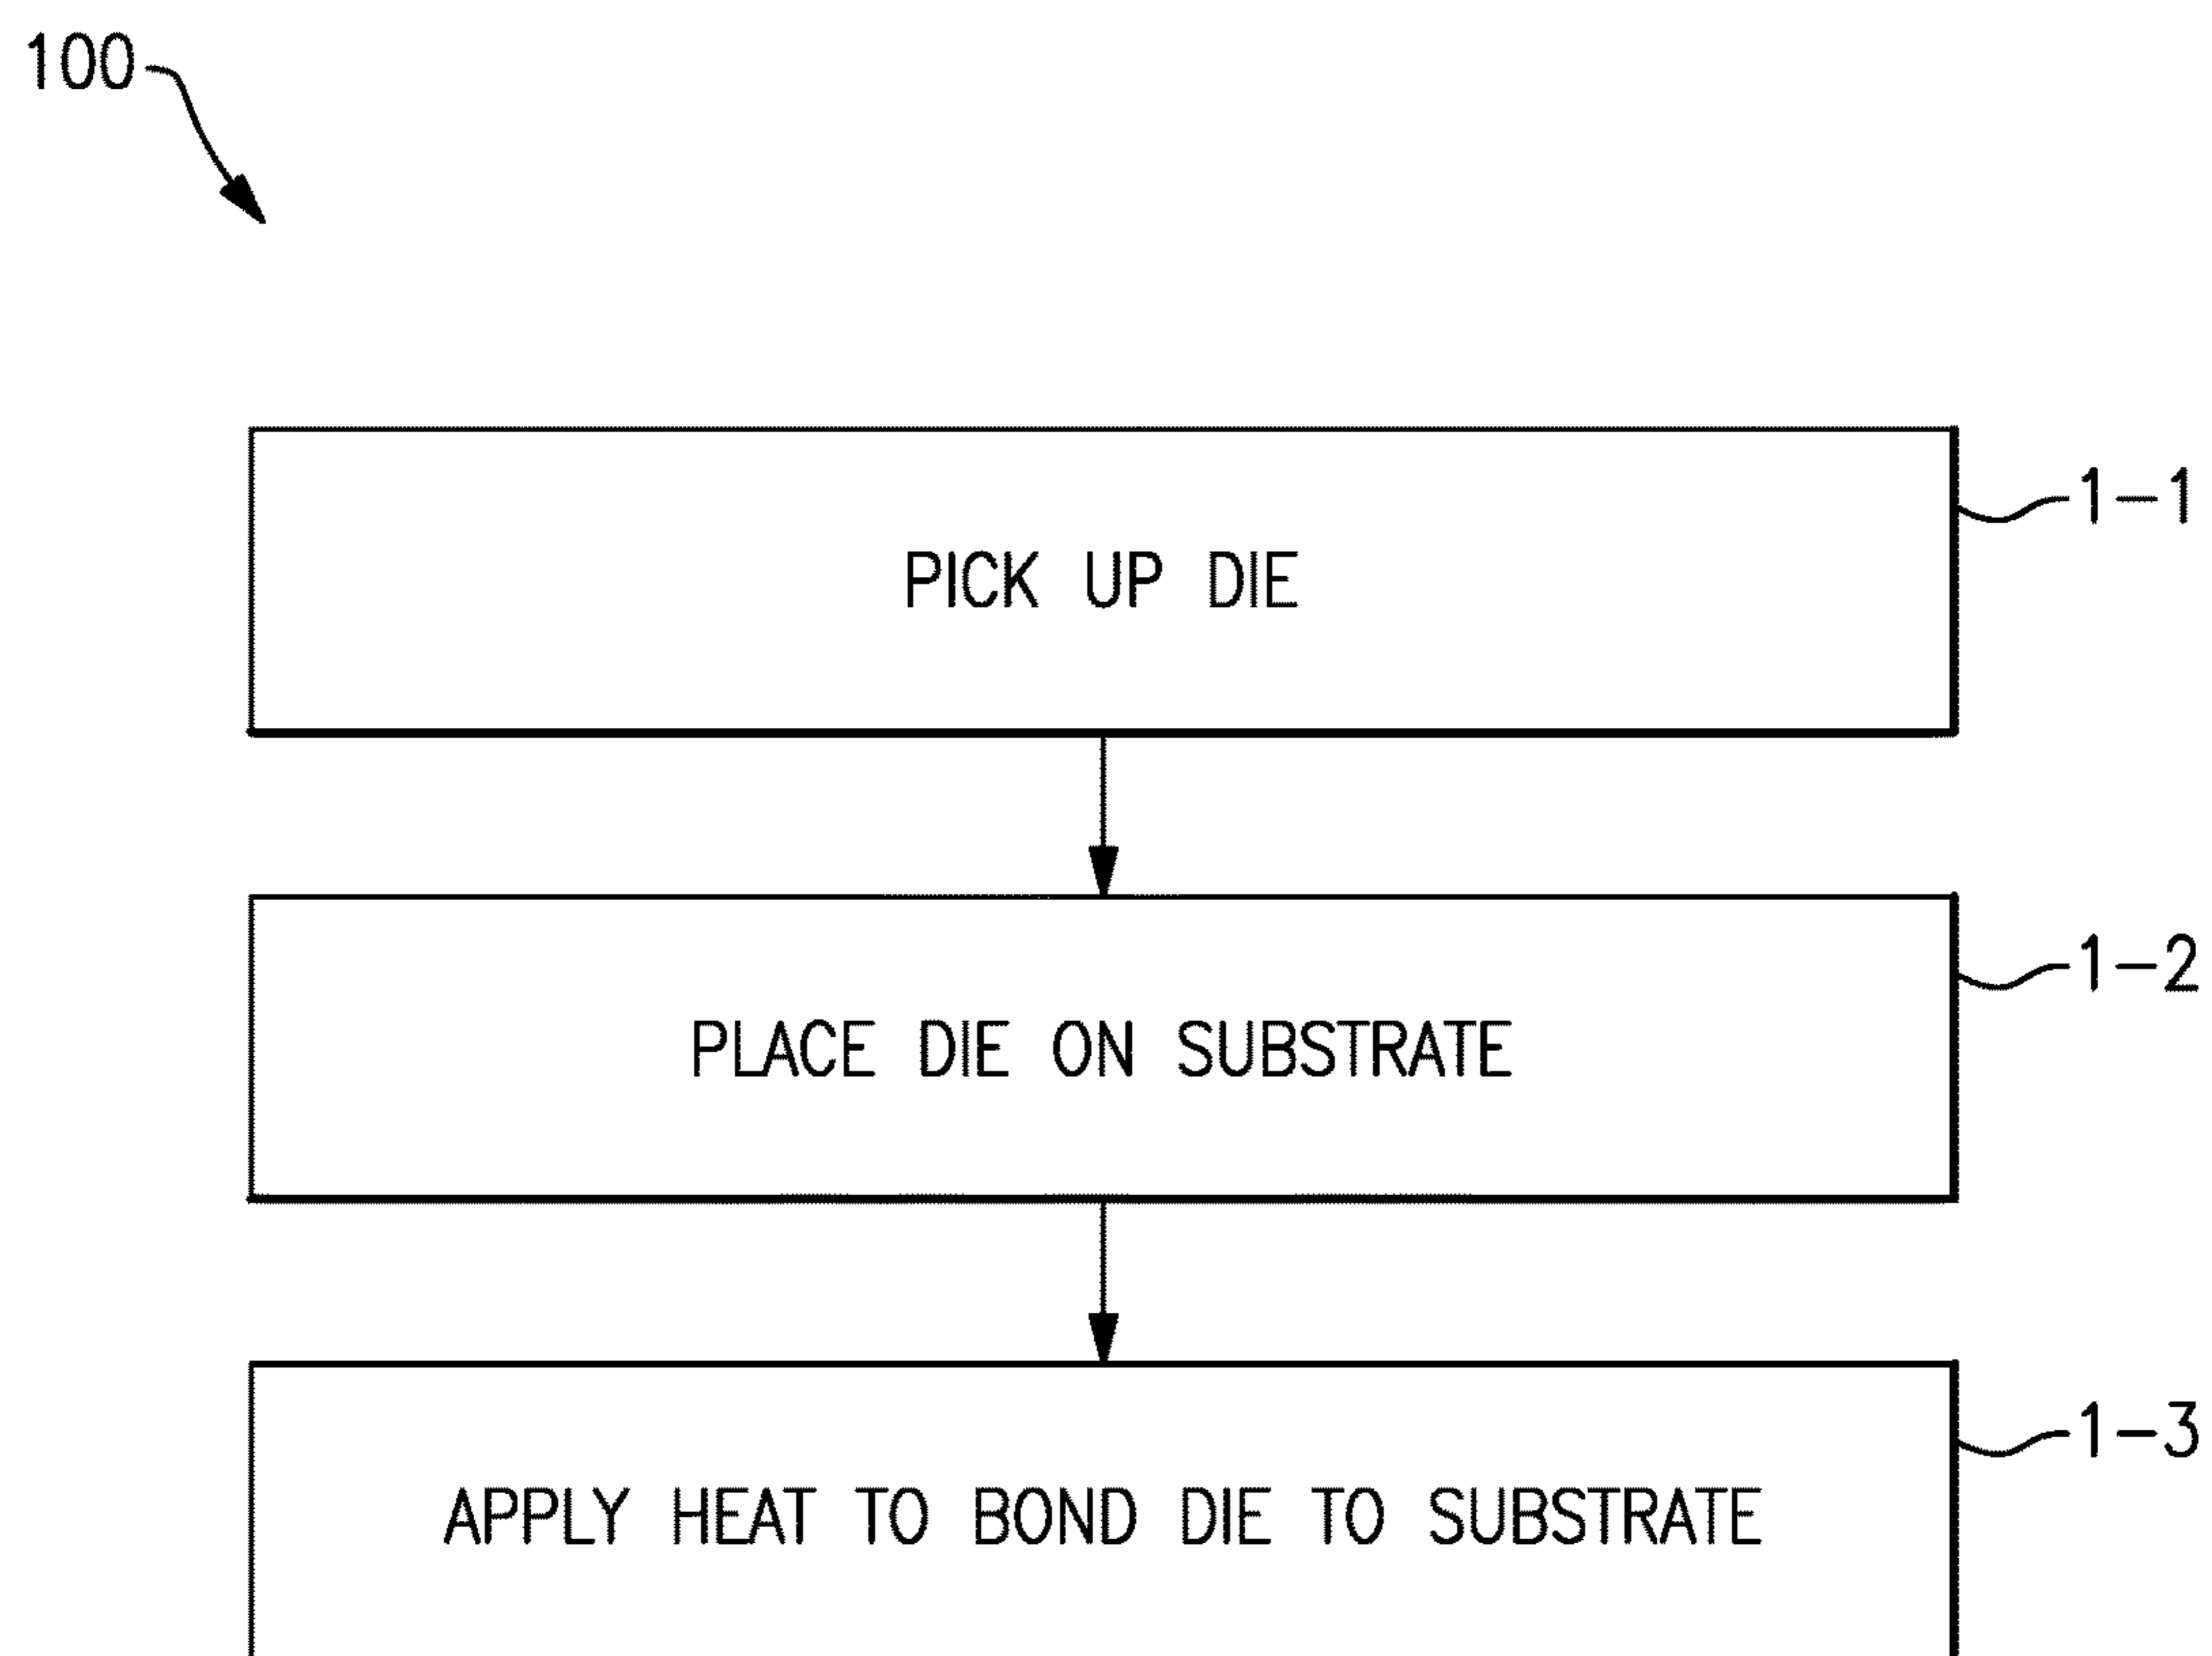 100
PICK UP DIE
1-1
PLACE DIE ON SUBSTRATE
1-2
APPLY HEAT TO BOND DIE TO SUBSTRATE
1-3